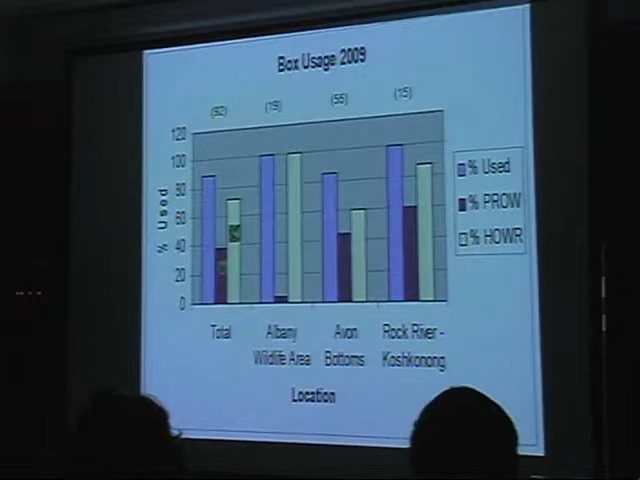 Box Usage 2009
(92) (19) (55) (15)
120
100
80
60
40
20
0
% Used
% Used
% PROW
% HOWR
Total Albany Avon Rock River -
Wildlife Area Bottoms Koshkonong
Location